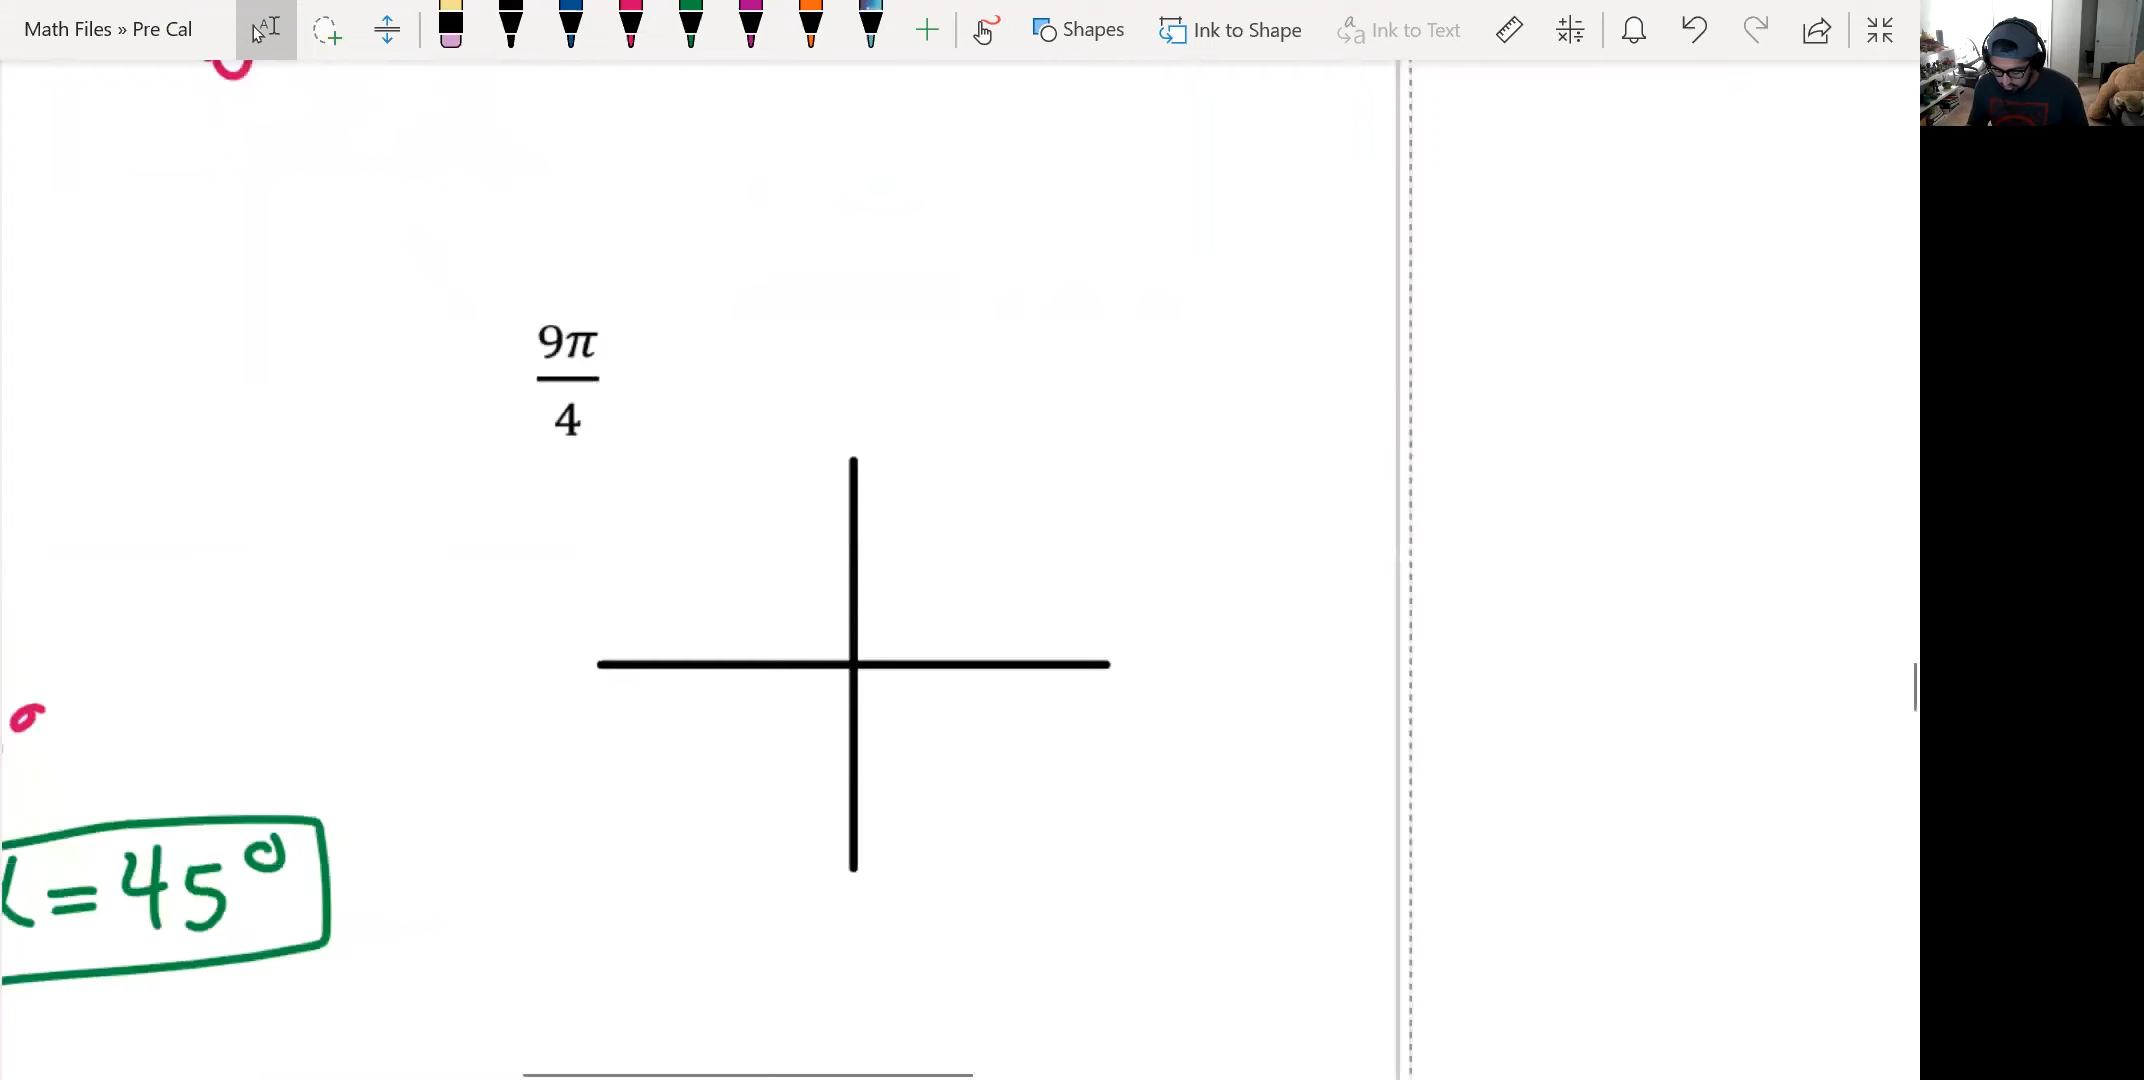 Math Files » Pre Cal
Shapes
Ink to Shape
Ink to Text
9π
4
= 45°